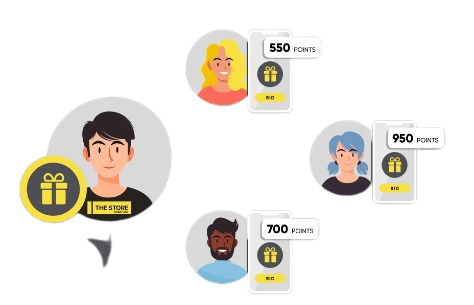 550 POINTS
BID
950 POINTS
BID
THE STORE
700 POINTS
BID